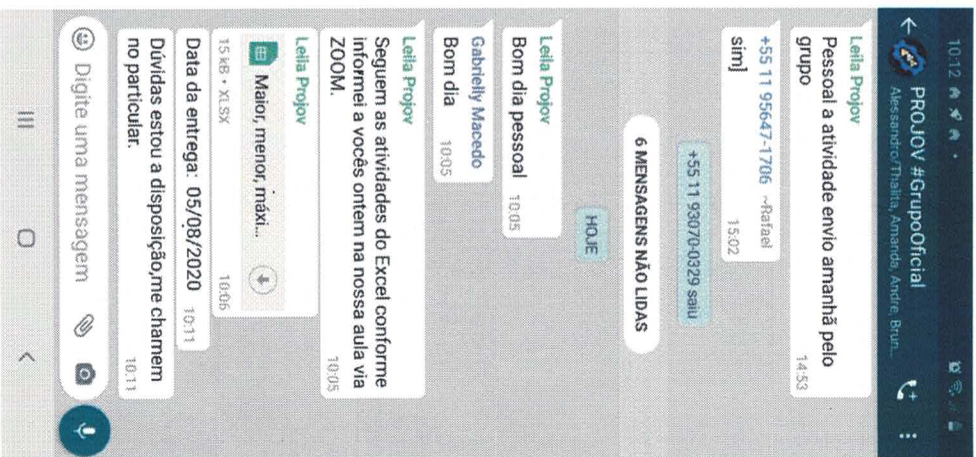 10:12
PROJOV #GrupoOficial
Alessandro/Thalita, Amanda, Andre, Brun...
Leila Projov
Pessoal a atividade envio amanhã pelo
grupo
14:53
+55 11 95647-1706 ~Rafael
sim]
15:02
+55 11 93070-0329 saiu
6 MENSAGENS NÃO LIDAS
HOJE
Leila Projov
Bom dia pessoal 10:05
Gabrielly Macedo
Bom dia 10:05
Leila Projov
Seguem as atividades do Excel conforme
informei a vocês ontem na nossa aula via
ZOOM.
10:05
Leila Projov
Maior, menor, máxi...
15 kB • XLSX 10:06
Data da entrega: 05/08/2020 10:11
Dúvidas estou a disposição,me chamem
no particular.
10:11
Digite uma mensagem